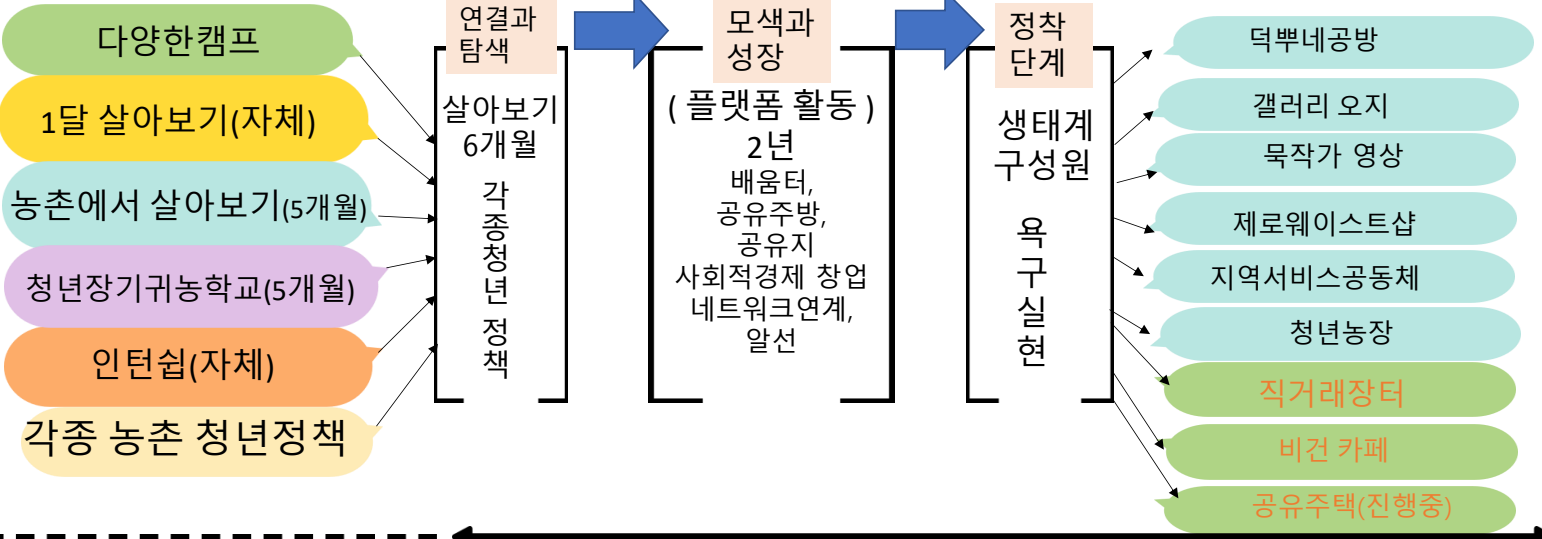 다양한캠프
1달 살아보기(자체)
농촌에서 살아보기(5개월)
청년장기귀농학교(5개월)
인턴쉽(자체)
각종 농촌 청년정책
연결과
탐색
살아보기
6개월
각
종
청
년
정
책
모색과
성장
( 플랫폼 활동 )
2년
배움터,
공유주방,
공유지
사회적경제 창업
네트워크연계,
알선
정착
단계
생태계
구성원
욕
구
실
현
덕뿌네공방
갤러리 오지
묵작가 영상
제로웨이스트샵
지역서비스공동체
청년농장
직거래장터
비건 카페
공유주택(진행중)